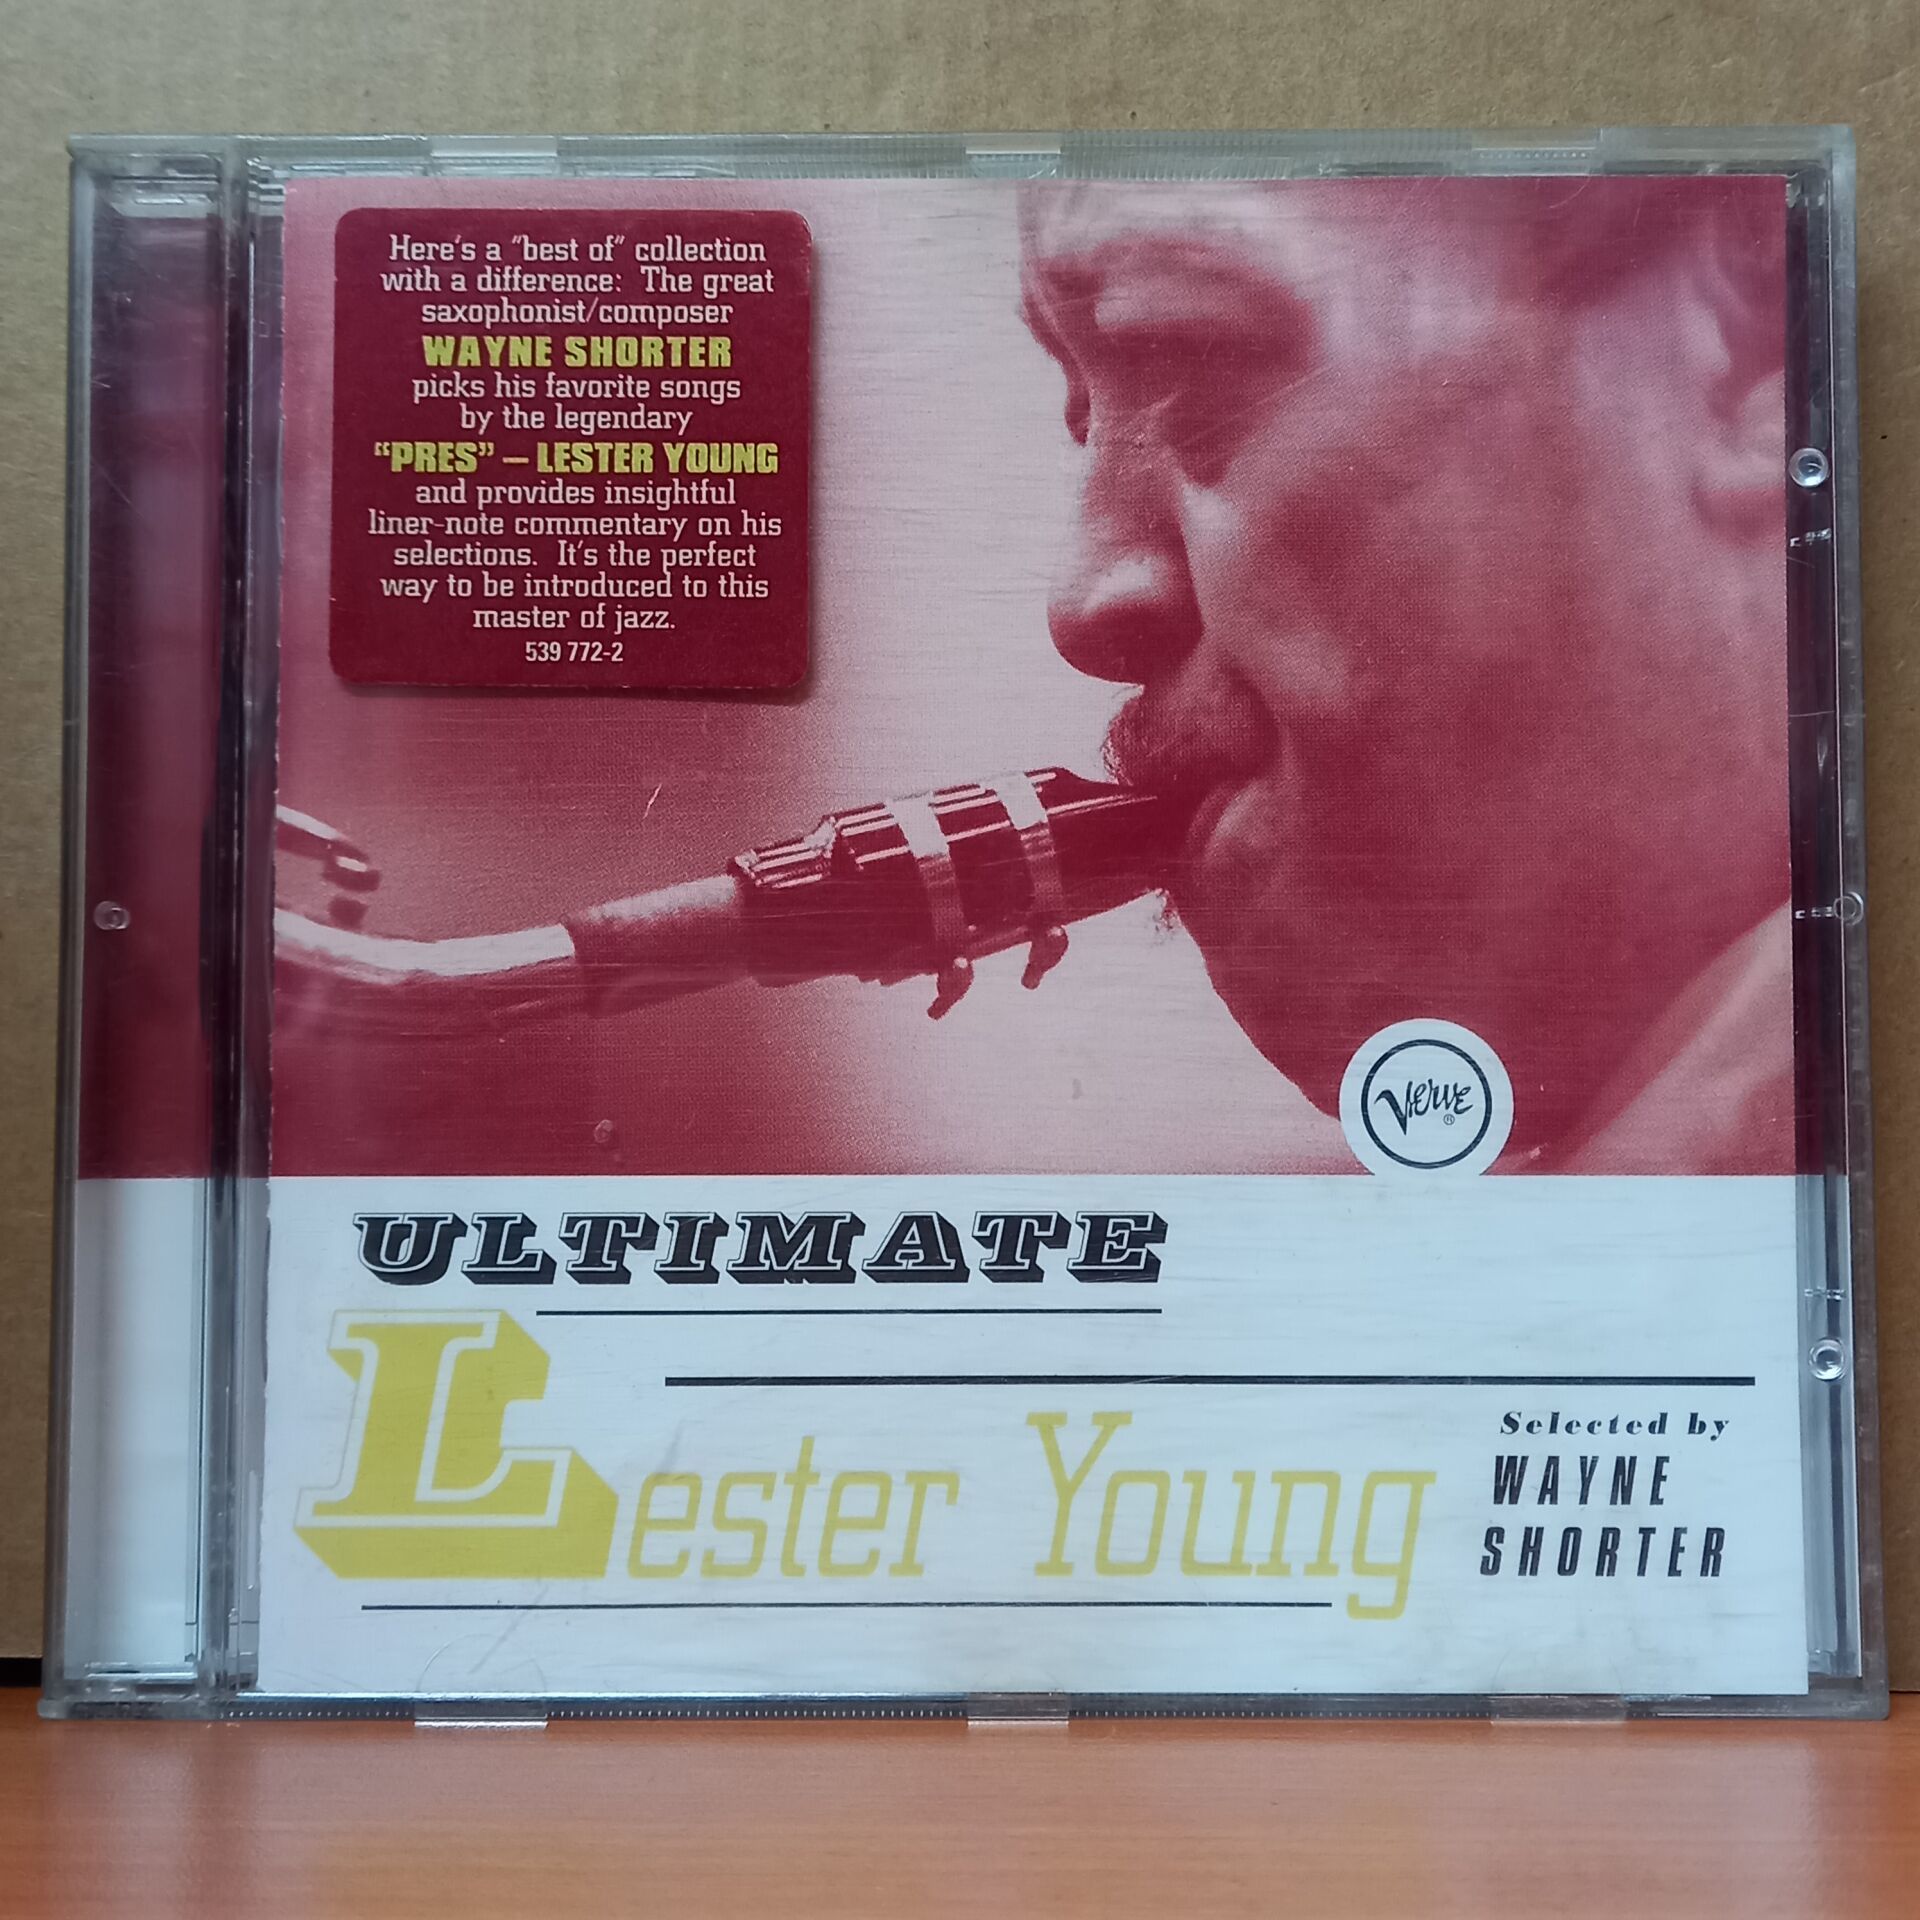 Here's a "best of" collection
with a difference: The great
saxophonist/composer
WAYNE SHORTER
picks his favorite songs
by the legendary
“PRES” – LESTER YOUNG
and provides insightful
liner-note commentary on his
selections. It's the perfect
way to be introduced to this
master of jazz.
539 772-2
Verve ®
ULTIMATE
Lester Young
Selected by
WAYNE
SHORTER